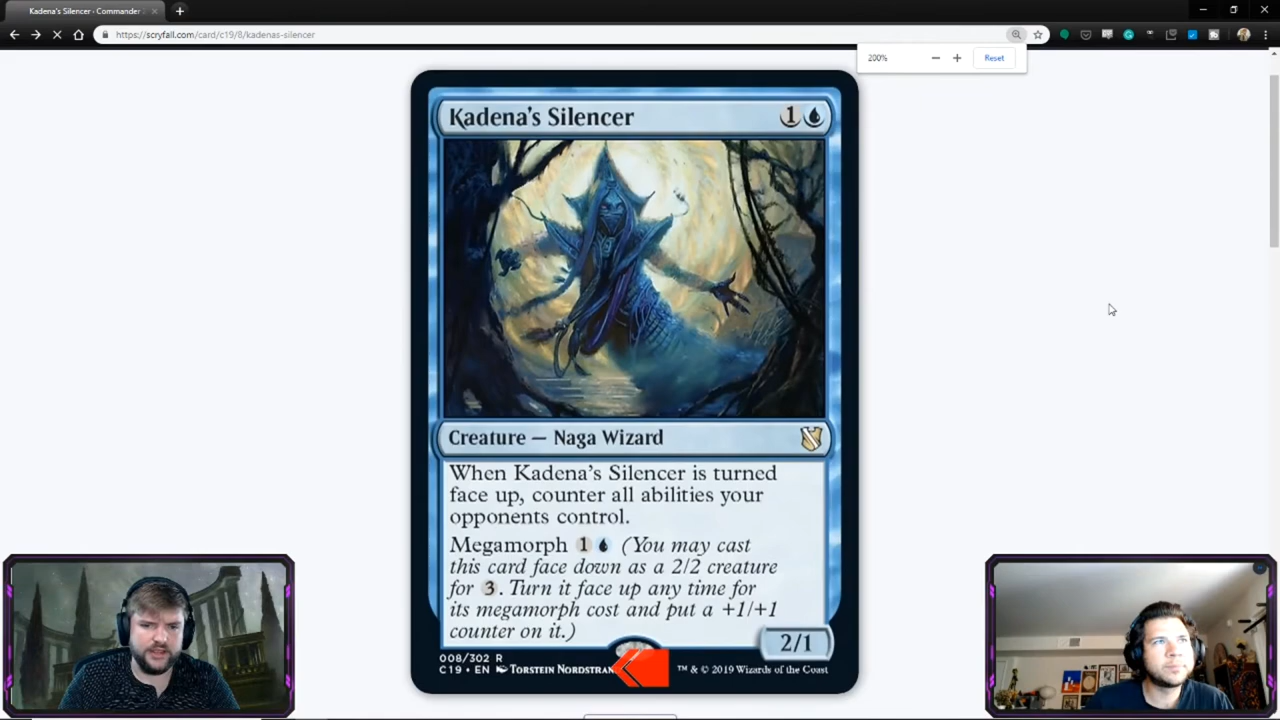 Kadena's Silencer · Commander
https://scryfall.com/card/c19/8/kadenas-silencer
200%
Reset
Kadena's Silencer 1
Creature — Naga Wizard
When Kadena's Silencer is turned
face up, counter all abilities your
opponents control.
Megamorph 1 (You may cast
this card face down as a 2/2 creature
for 3. Turn it face up any time for
its megamorph cost and put a +1/+1
counter on it.)
2/1
008/302 R
C19 • EN TORSTEIN NORDSTRAN
™ & © 2019 Wizards of the Coast